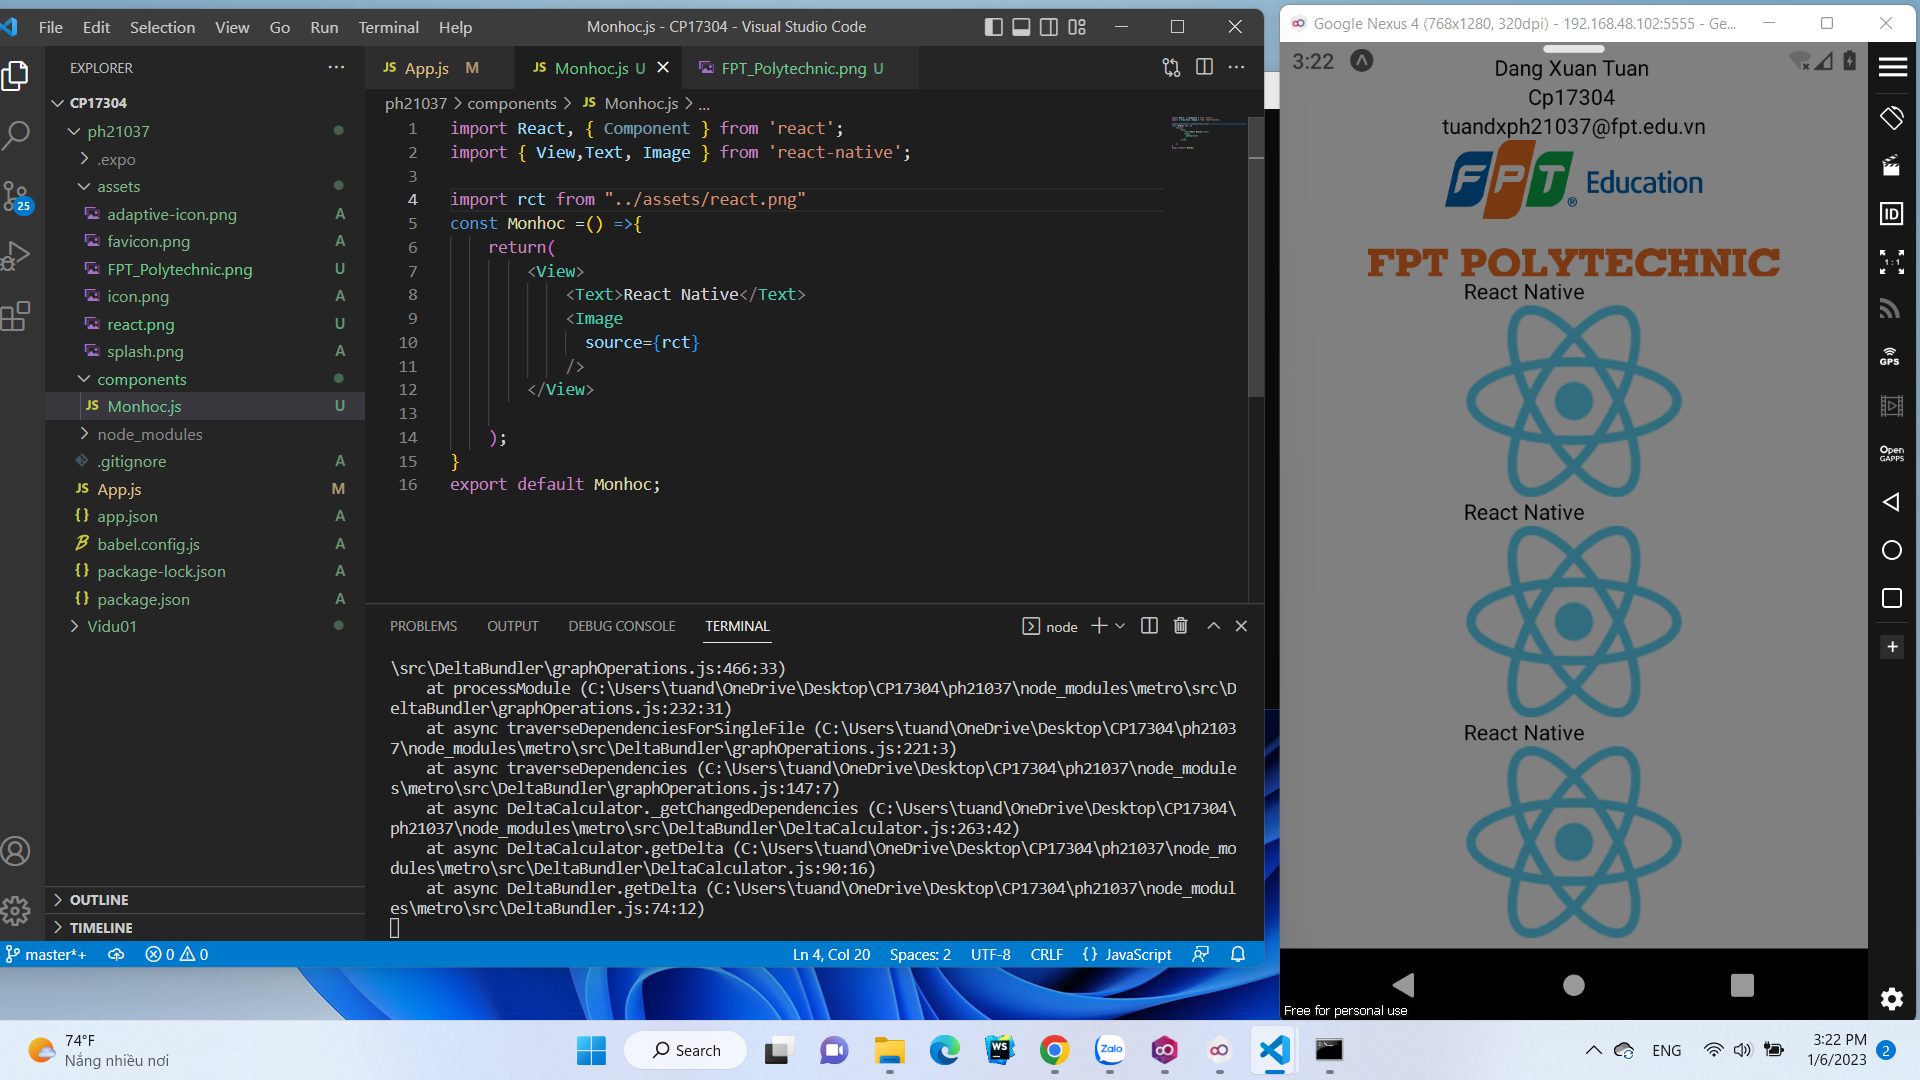 File Edit Selection View Go Run Terminal Help
Monhoc.js - CP17304 - Visual Studio Code
EXPLORER
CP17304
ph21037
.expo
assets
adaptive-icon.png A
favicon.png A
FPT_Polytechnic.png U
icon.png A
react.png U
splash.png A
components
JS Monhoc.js U
node_modules
.gitignore A
JS App.js M
{} app.json A
babel.config.js A
{} package-lock.json A
{} package.json A
Vidu01
OUTLINE
TIMELINE
25
JS App.js M
JS Monhoc.js U
FPT_Polytechnic.png U
ph21037 > components > JS Monhoc.js > ...
1 import React, { Component } from 'react';
2 import { View,Text, Image } from 'react-native';
3
4 import rct from "../assets/react.png"
5 const Monhoc =() =>{
6 return(
7 <View>
8 <Text>React Native</Text>
9 <Image
10 source={rct}
11 />
12 </View>
13
14 );
15 }
16 export default Monhoc;
PROBLEMS OUTPUT DEBUG CONSOLE TERMINAL
node
\src\DeltaBundler\graphOperations.js:466:33)
at processModule (C:\Users\tuand\OneDrive\Desktop\CP17304\ph21037\node_modules\metro\src\D
eltaBundler\graphOperations.js:232:31)
at async traverseDependenciesForSingleFile (C:\Users\tuand\OneDrive\Desktop\CP17304\ph2103
7\node_modules\metro\src\DeltaBundler\graphOperations.js:221:3)
at async traverseDependencies (C:\Users\tuand\OneDrive\Desktop\CP17304\ph21037\node_module
s\metro\src\DeltaBundler\graphOperations.js:147:7)
at async DeltaCalculator._getChangedDependencies (C:\Users\tuand\OneDrive\Desktop\CP17304\
ph21037\node_modules\metro\src\DeltaBundler\DeltaCalculator.js:263:42)
at async DeltaCalculator.getDelta (C:\Users\tuand\OneDrive\Desktop\CP17304\ph21037\node_mo
dules\metro\src\DeltaBundler\DeltaCalculator.js:90:16)
at async DeltaBundler.getDelta (C:\Users\tuand\OneDrive\Desktop\CP17304\ph21037\node_modul
es\metro\src\DeltaBundler.js:74:12)
master*+ 0 0
Ln 4, Col 20 Spaces: 2 UTF-8 CRLF {} JavaScript
Google Nexus 4 (768x1280, 320dpi) - 192.168.48.102:5555 - Ge...
3:22
Dang Xuan Tuan
Cp17304
tuandxph21037@fpt.edu.vn
FPT® Education
FPT POLYTECHNIC
React Native
React Native
React Native
Free for personal use
ID
1:1
GPS
Open
GAPPS
74°F
Nắng nhiều nơi
Search
WS
Zalo
ENG
3:22 PM
1/6/2023
2